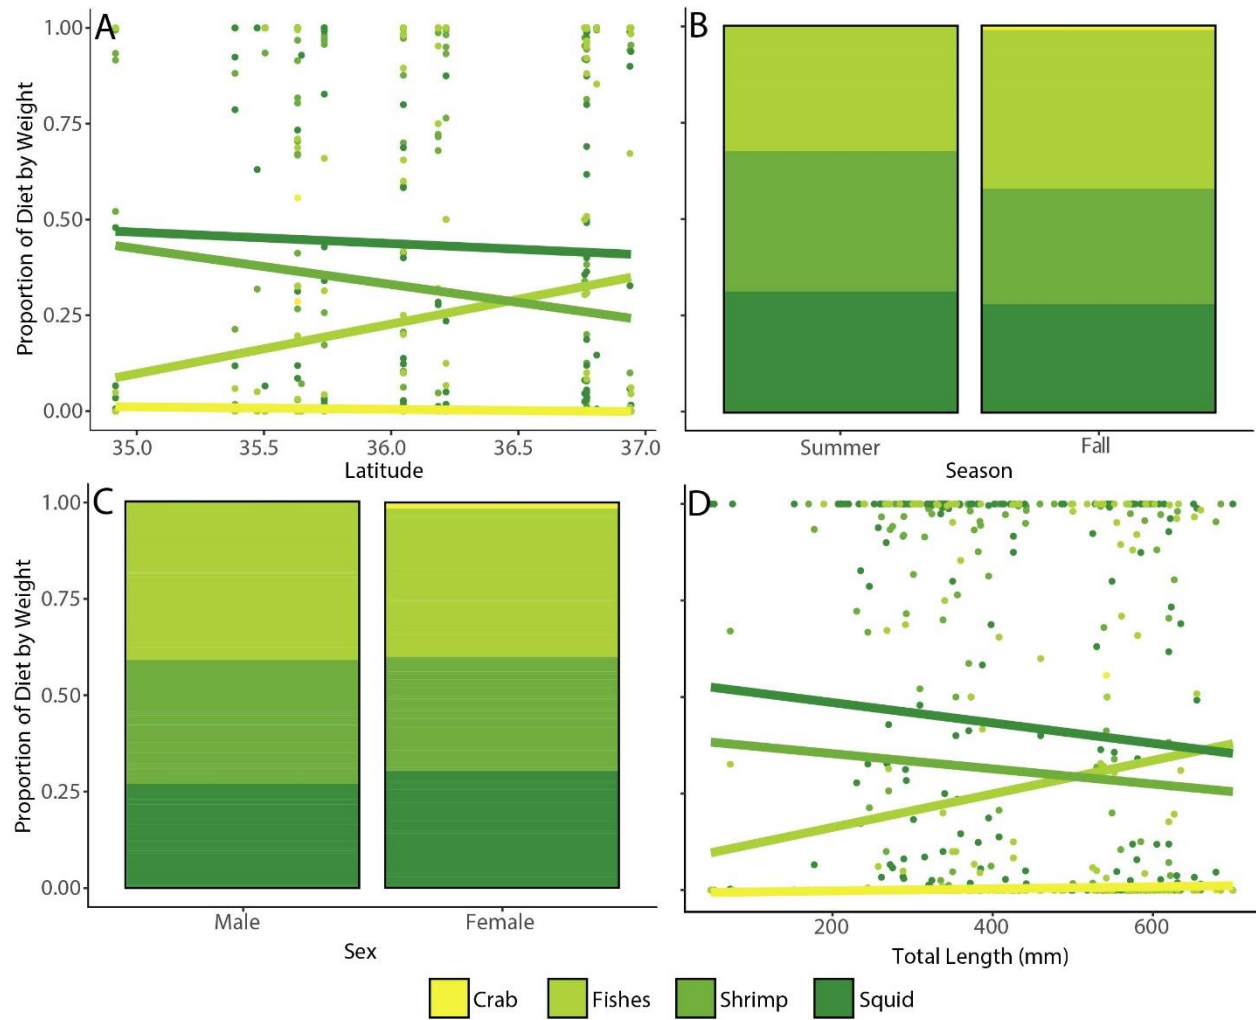 A
Proportion of Diet by Weight
1.00
0.75
0.50
0.25
0.00
35.0 35.5 36.0 36.5 37.0
Latitude
B
Summer Fall
Season
C
Proportion of Diet by Weight
1.00
0.75
0.50
0.25
0.00
Male Female
Sex
D
200 400 600
Total Length (mm)
Crab Fishes Shrimp Squid